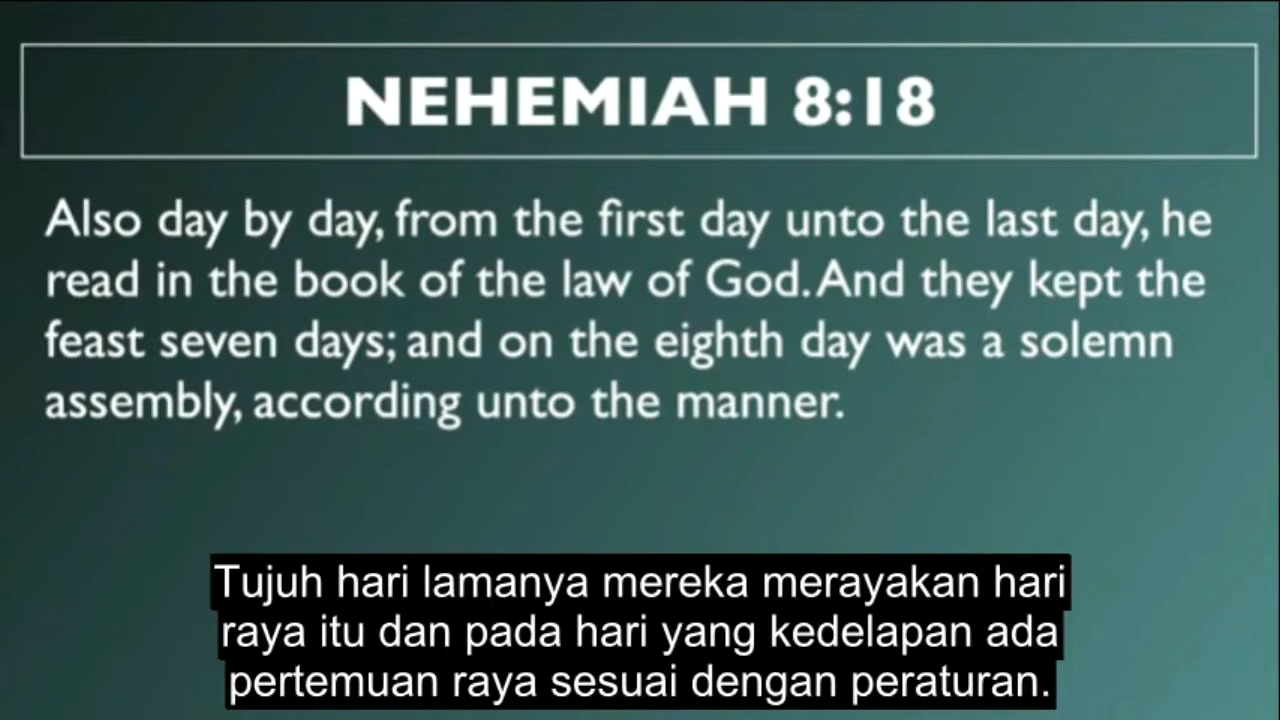 NEHEMIAH 8:18
Also day by day, from the first day unto the last day, he
read in the book of the law of God. And they kept the
feast seven days; and on the eighth day was a solemn
assembly, according unto the manner.
Tujuh hari lamanya mereka merayakan hari
raya itu dan pada hari yang kedelapan ada
pertemuan raya sesuai dengan peraturan.